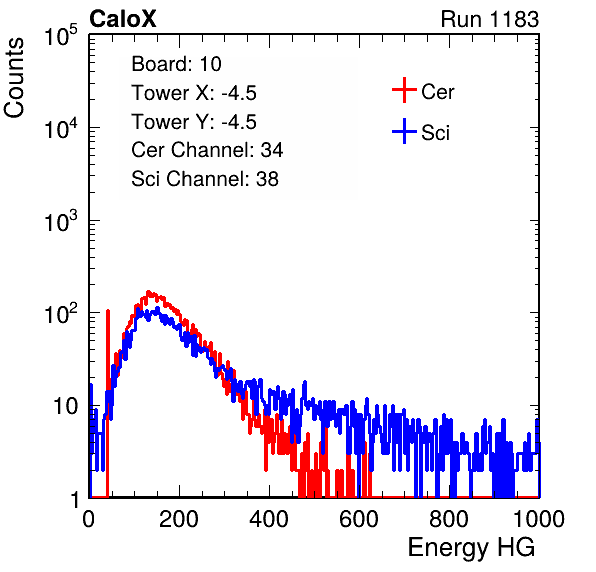 CaloX Run 1183
Counts
10^5
10^4
10^3
10^2
10
1
Board: 10
Tower X: -4.5
Tower Y: -4.5
Cer Channel: 34
Sci Channel: 38
Cer
Sci
0 200 400 600 800 1000
Energy HG